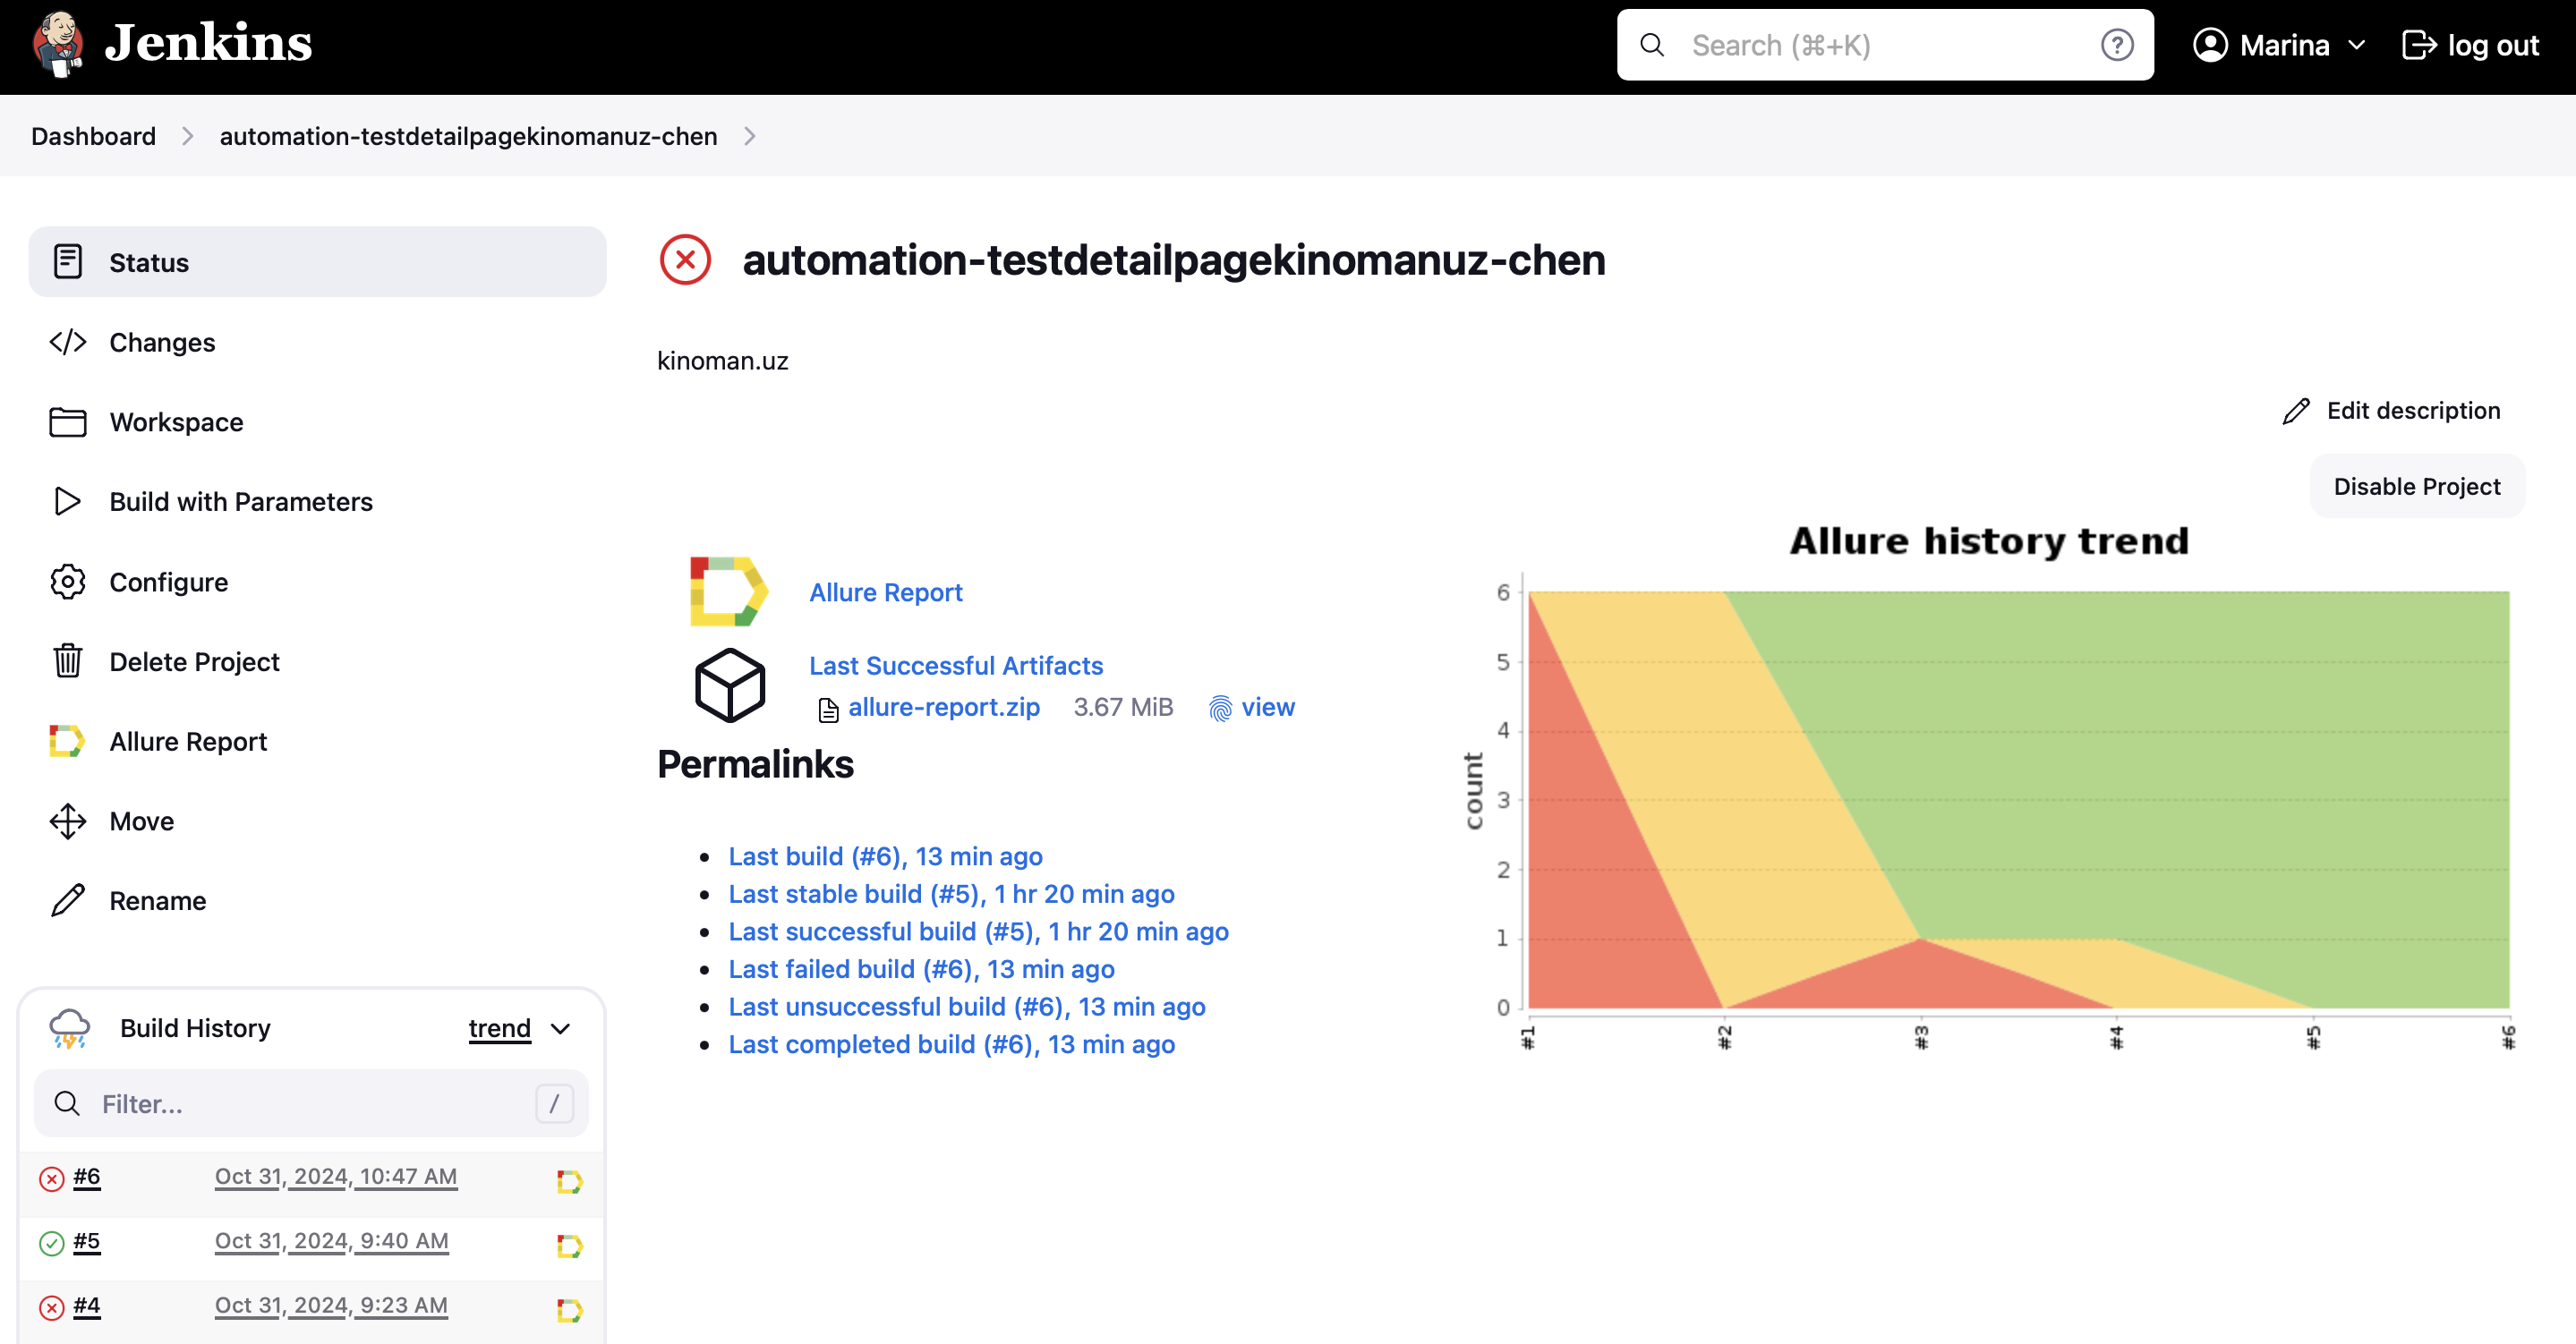 Jenkins
Search (⌘+K)
Marina
log out
Dashboard
automation-testdetailpagekinomanuz-chen
Status
Changes
Workspace
Build with Parameters
Configure
Delete Project
Allure Report
Move
Rename
Build History
trend
Filter...
/
#6 Oct 31, 2024, 10:47 AM
#5 Oct 31, 2024, 9:40 AM
#4 Oct 31, 2024, 9:23 AM
automation-testdetailpagekinomanuz-chen
kinoman.uz
Edit description
Disable Project
Allure Report
Last Successful Artifacts
allure-report.zip 3.67 MiB view
Permalinks
Last build (#6), 13 min ago
Last stable build (#5), 1 hr 20 min ago
Last successful build (#5), 1 hr 20 min ago
Last failed build (#6), 13 min ago
Last unsuccessful build (#6), 13 min ago
Last completed build (#6), 13 min ago
Allure history trend
6
5
4
3
2
1
0
count
#1 #2 #3 #4 #5 #6